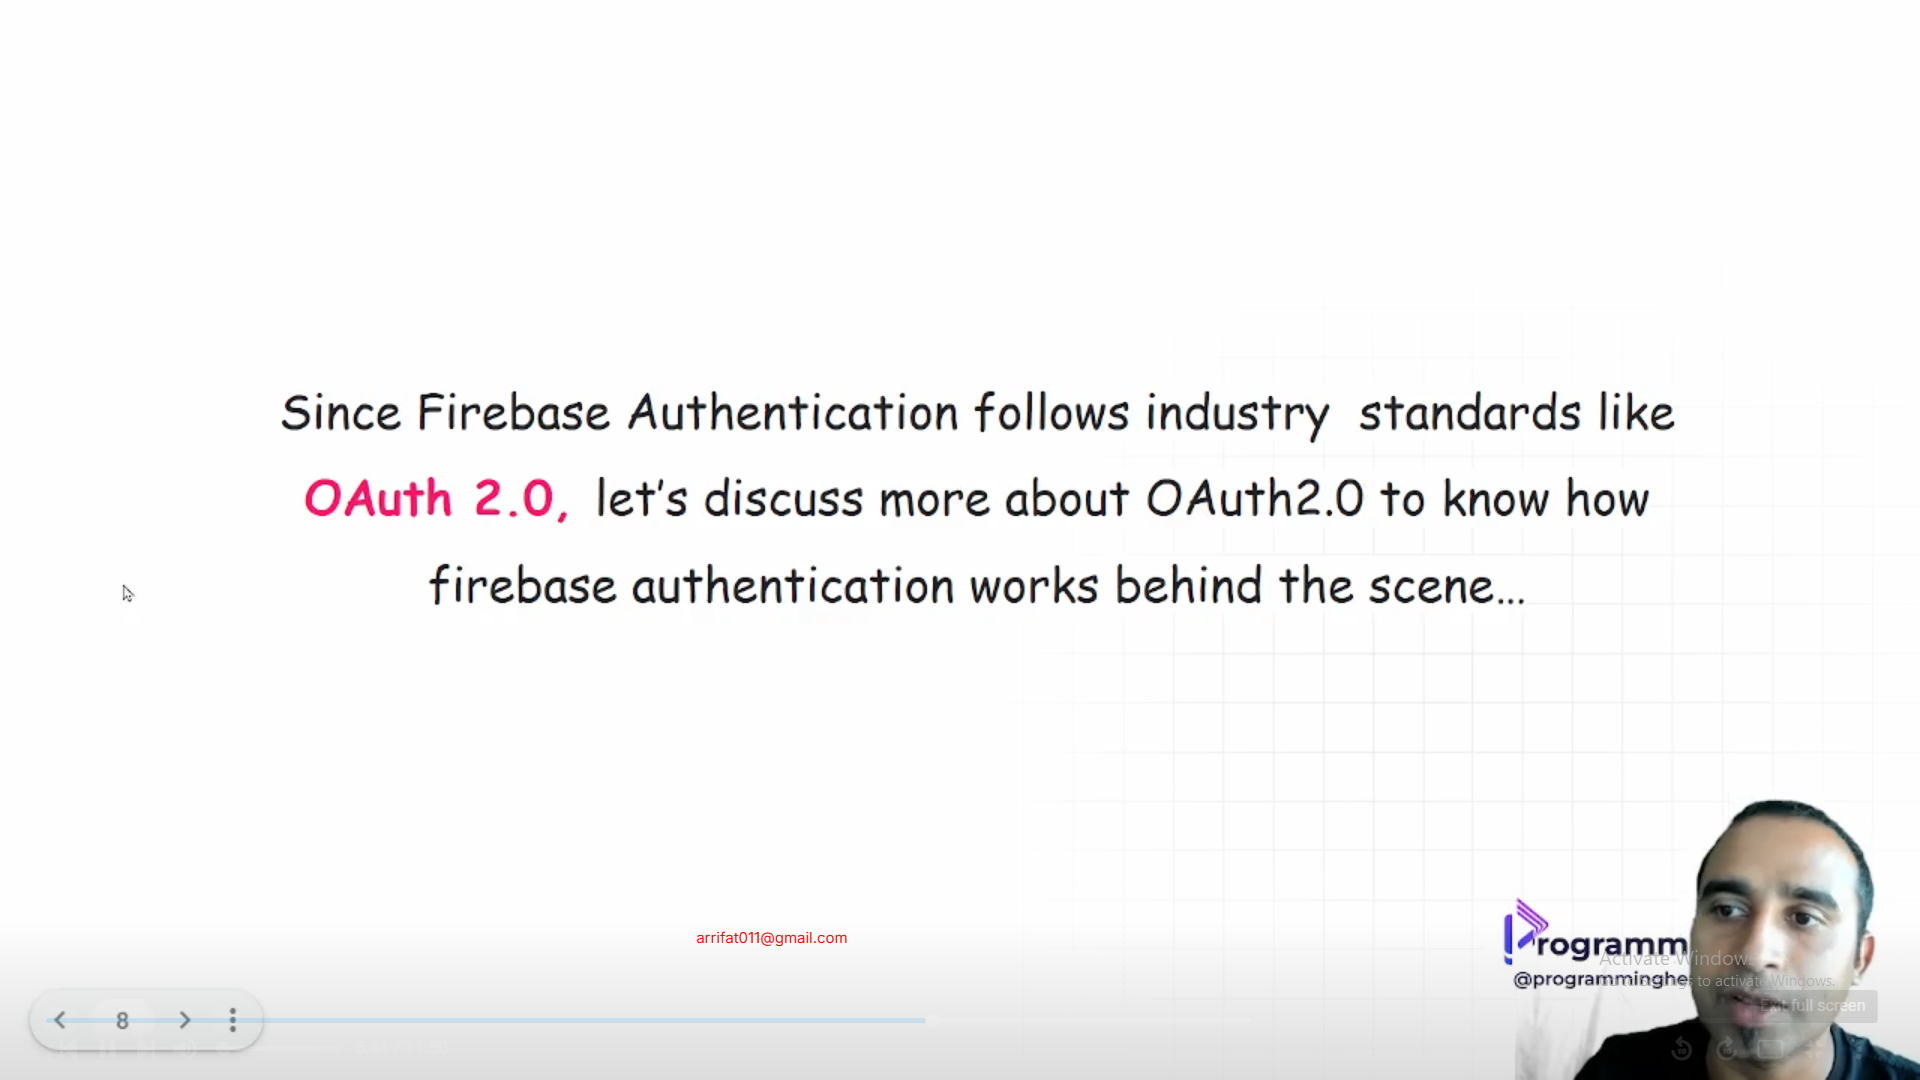 Since Firebase Authentication follows industry standards like
OAuth 2.0, let's discuss more about OAuth2.0 to know how
firebase authentication works behind the scene...
arrifat011@gmail.com
Programm
@programminghe
Activate Window
to activate Windows.
Exit full screen
8